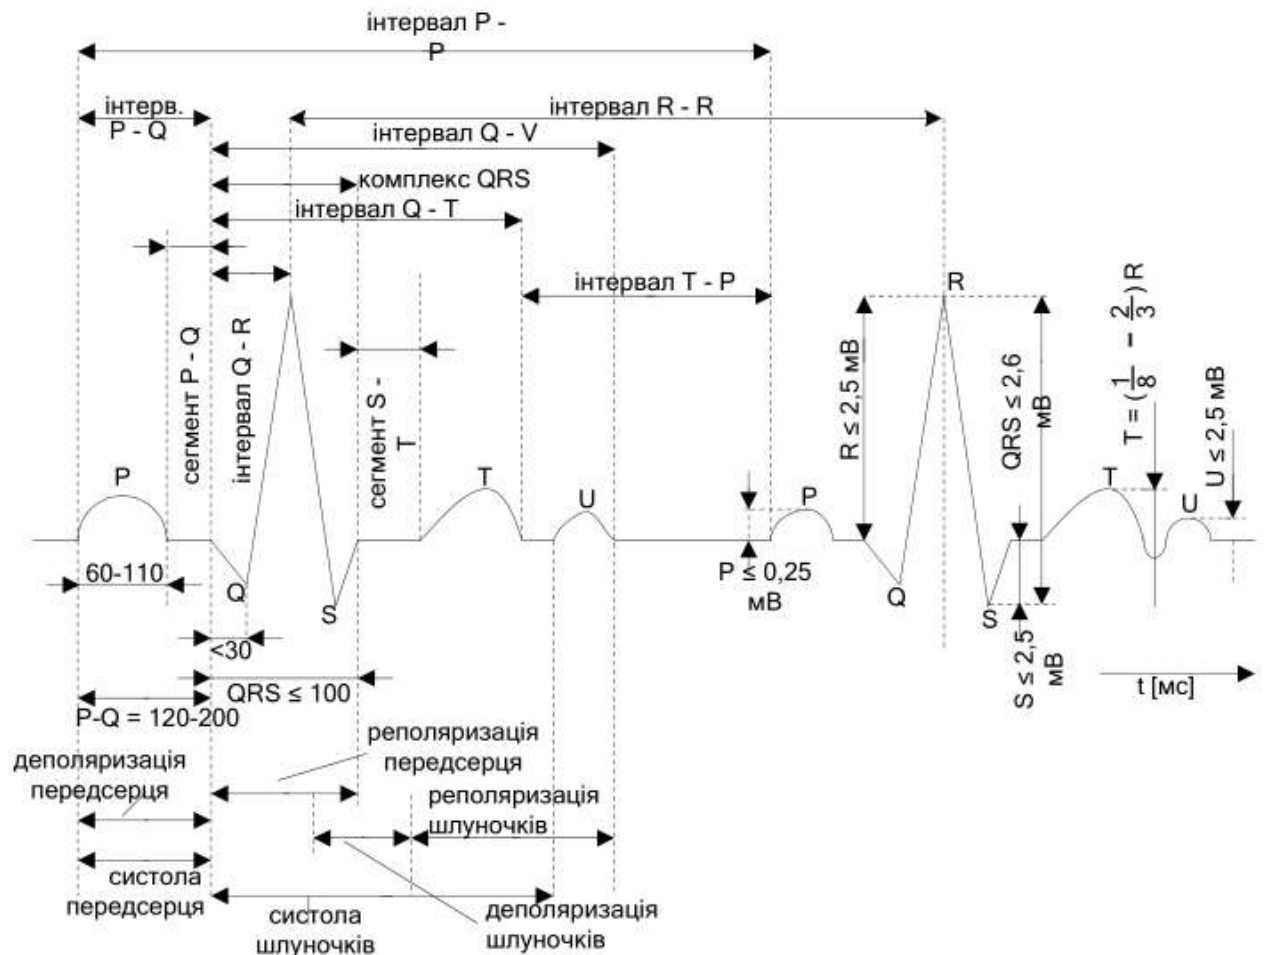 інтервал P -
P
інтерв.
P - Q
інтервал R - R
інтервал Q - V
комплекс QRS
інтервал Q - T
інтервал T - P
сегмент P - Q
інтервал Q - R
сегмент S -
T
P
T
U
Q
S
60-110
<30
QRS ≤ 100
P-Q = 120-200
P ≤ 0,25
мВ
P
R
R ≤ 2,5 мВ
QRS ≤ 2,6
мВ
T = (1/8 - 2/3) R
U ≤ 2,5 мВ
T
U
Q
S
S ≤ 2,5
мВ
t [мс]
реполяризація
передсерця
деполяризація
передсерця
реполяризація
шлуночків
систола
передсерця
систола
шлуночків
деполяризація
шлуночків